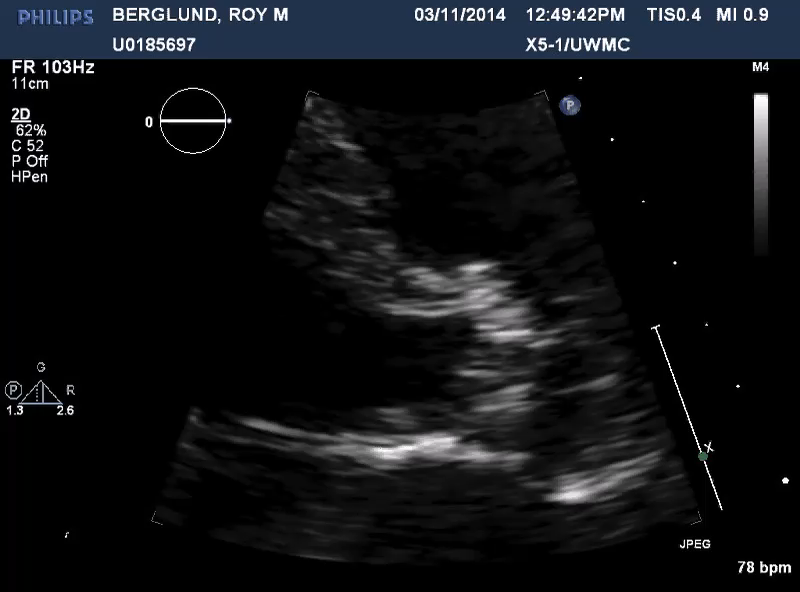 PHILIPS BERGLUND, ROY M 03/11/2014 12:49:42PM TIS0.4 MI 0.9
U0185697 X5-1/UWMC
FR 103Hz
11cm
2D
62%
C 52
P Off
HPen
0
P
M4
G
P R
1.3 2.6
X
JPEG
78 bpm